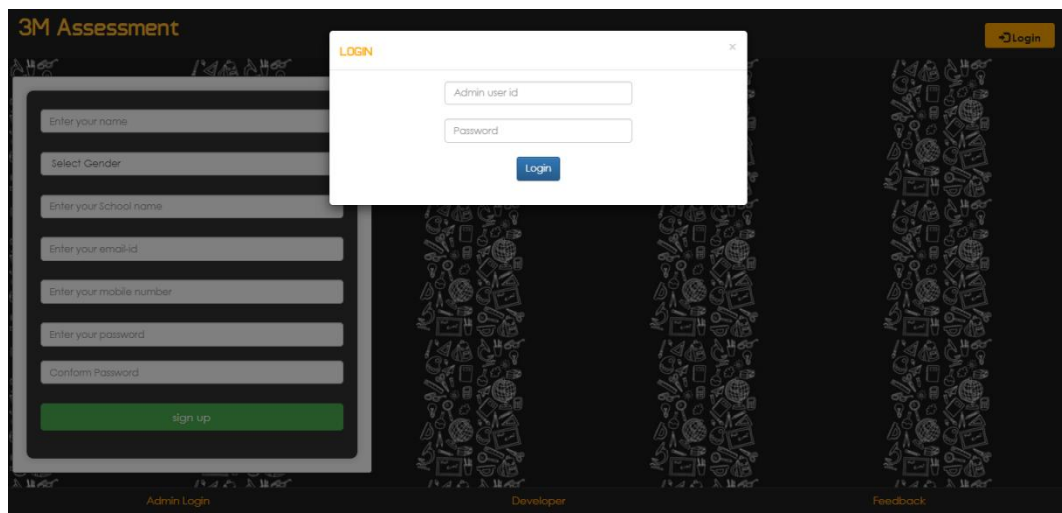 3M Assessment
Login
LOGIN
×
Admin user id
Password
Login
Enter your name
Select Gender
Enter your School name
Enter your email-id
Enter your mobile number
Enter your password
Conform Password
sign up
Admin Login
Developer
Feedback